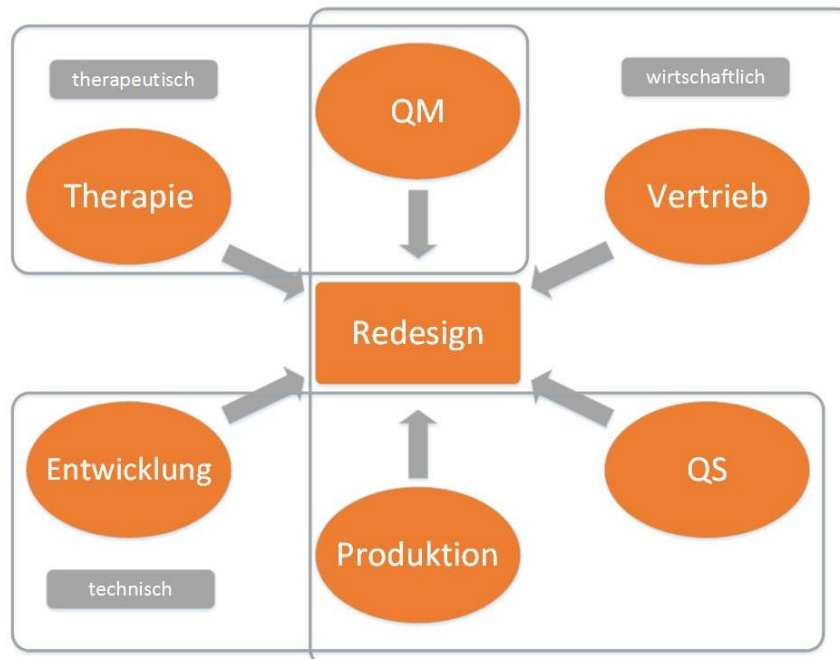 therapeutisch
wirtschaftlich
QM
Therapie
Vertrieb
Redesign
Entwicklung
QS
Produktion
technisch